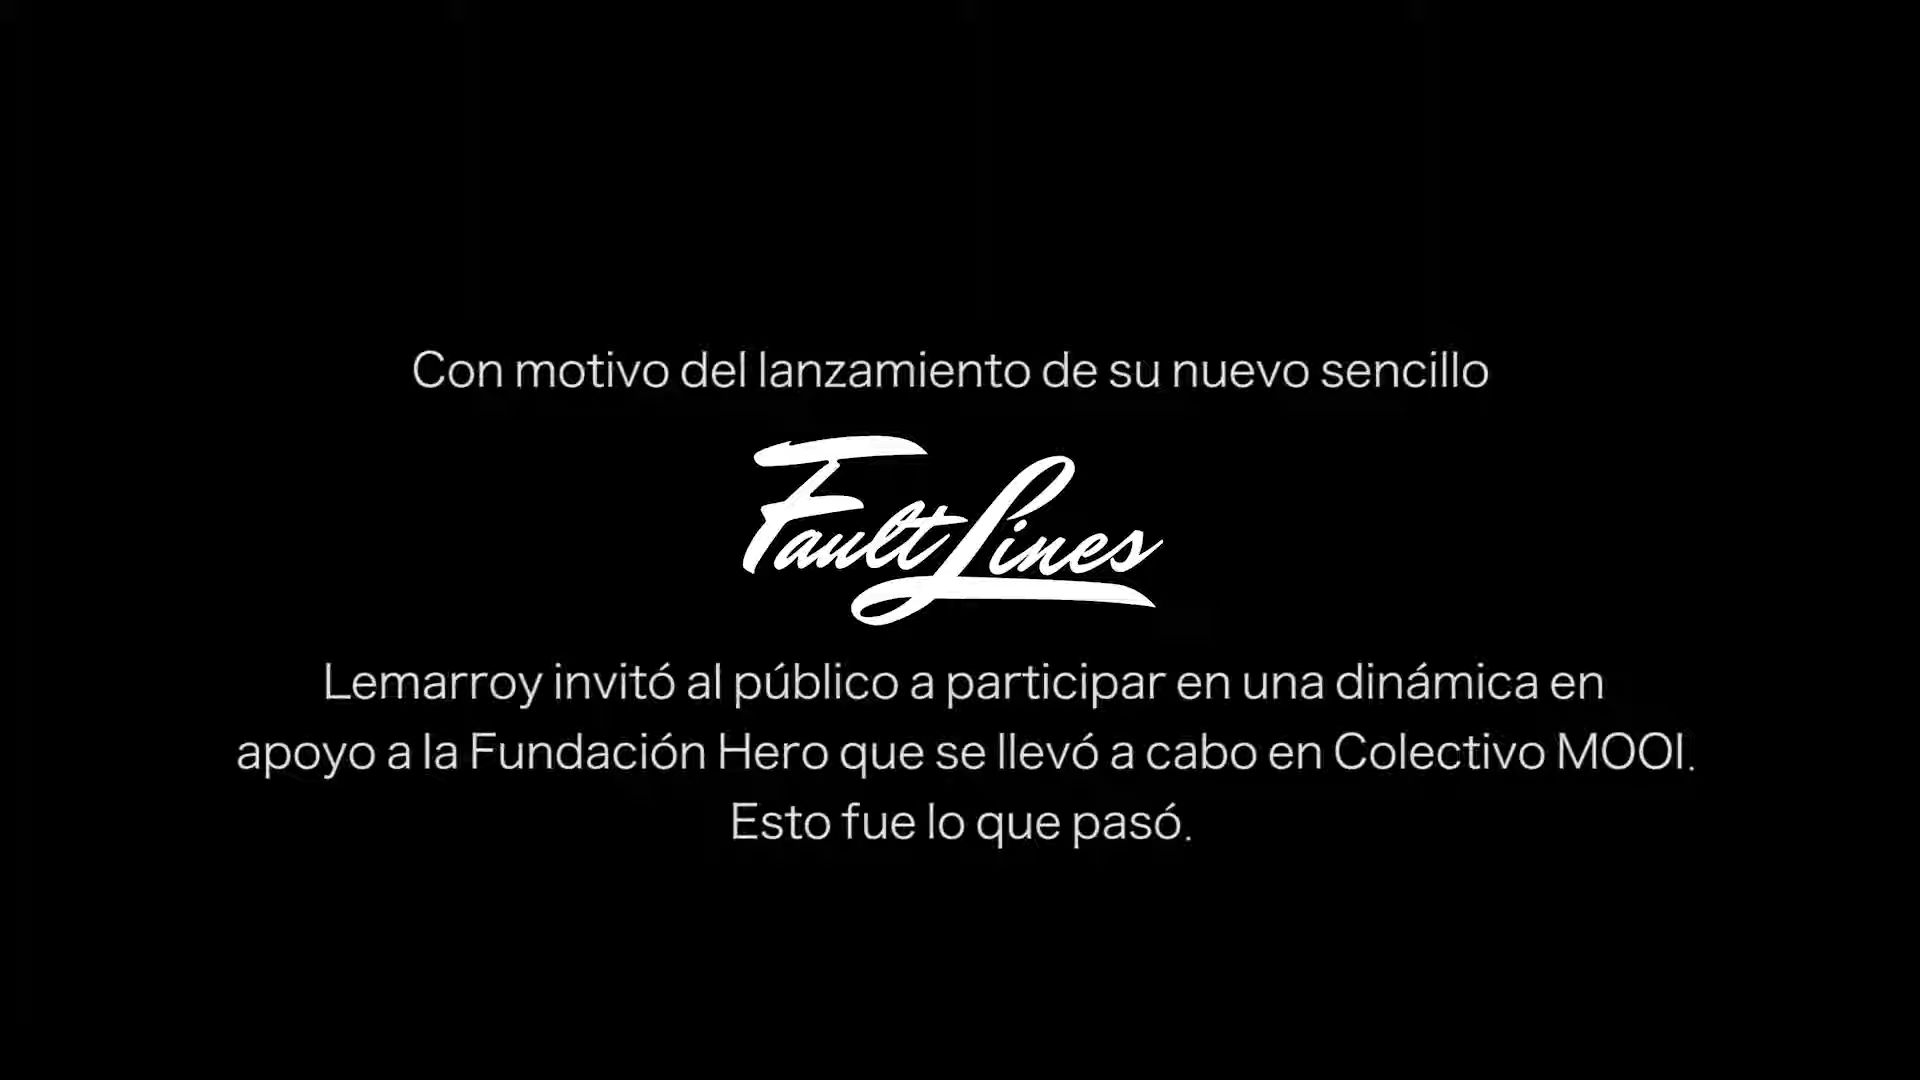 Con motivo del lanzamiento de su nuevo sencillo
Fault Lines
Lemarroy invitó al público a participar en una dinámica en
apoyo a la Fundación Hero que se llevó a cabo en Colectivo MOOI.
Esto fue lo que pasó.